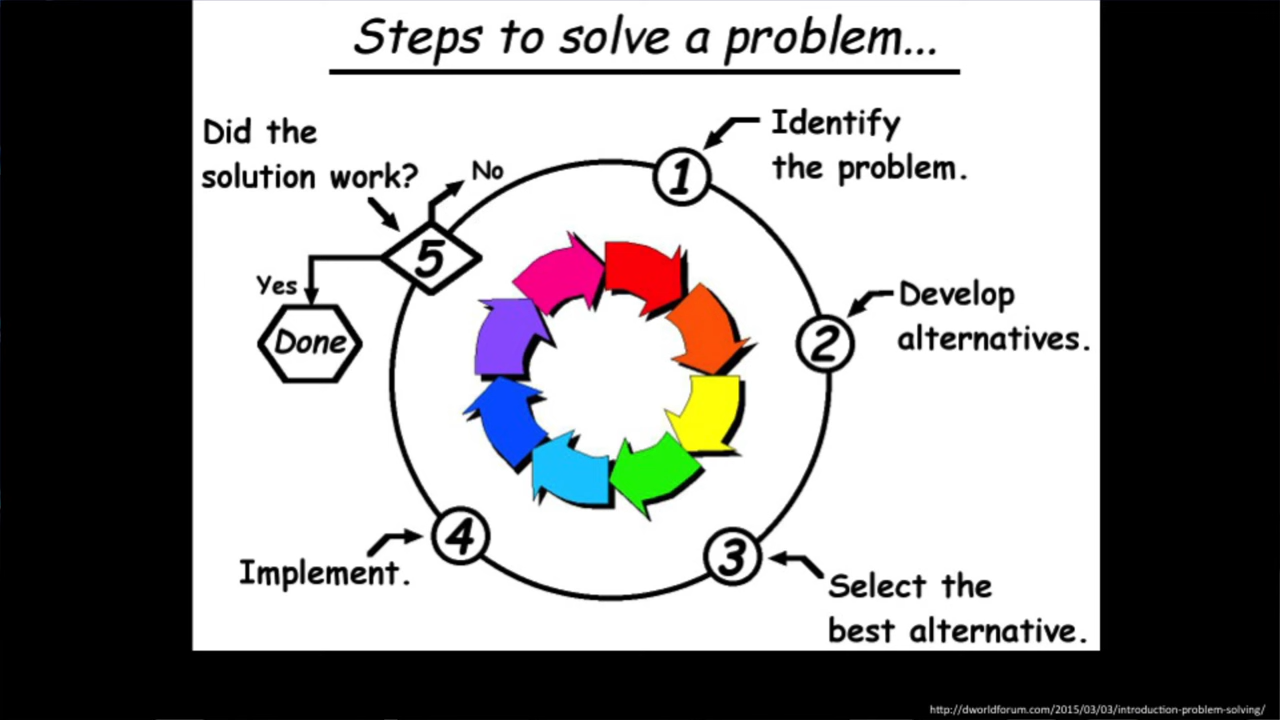 Steps to solve a problem...
Did the
solution work?
No
Yes
Done
5
1
Identify
the problem.
2
Develop
alternatives.
3
Select the
best alternative.
4
Implement.
http://dworldforum.com/2015/03/03/introduction-problem-solving/